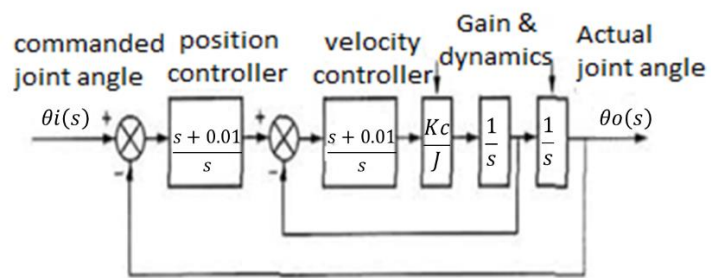 commanded joint angle
position controller
velocity controller
Gain & dynamics
Actual joint angle
θi(s)
+
-
s + 0.01
s
+
-
s + 0.01
s
Kc
J
1
s
1
s
θo(s)